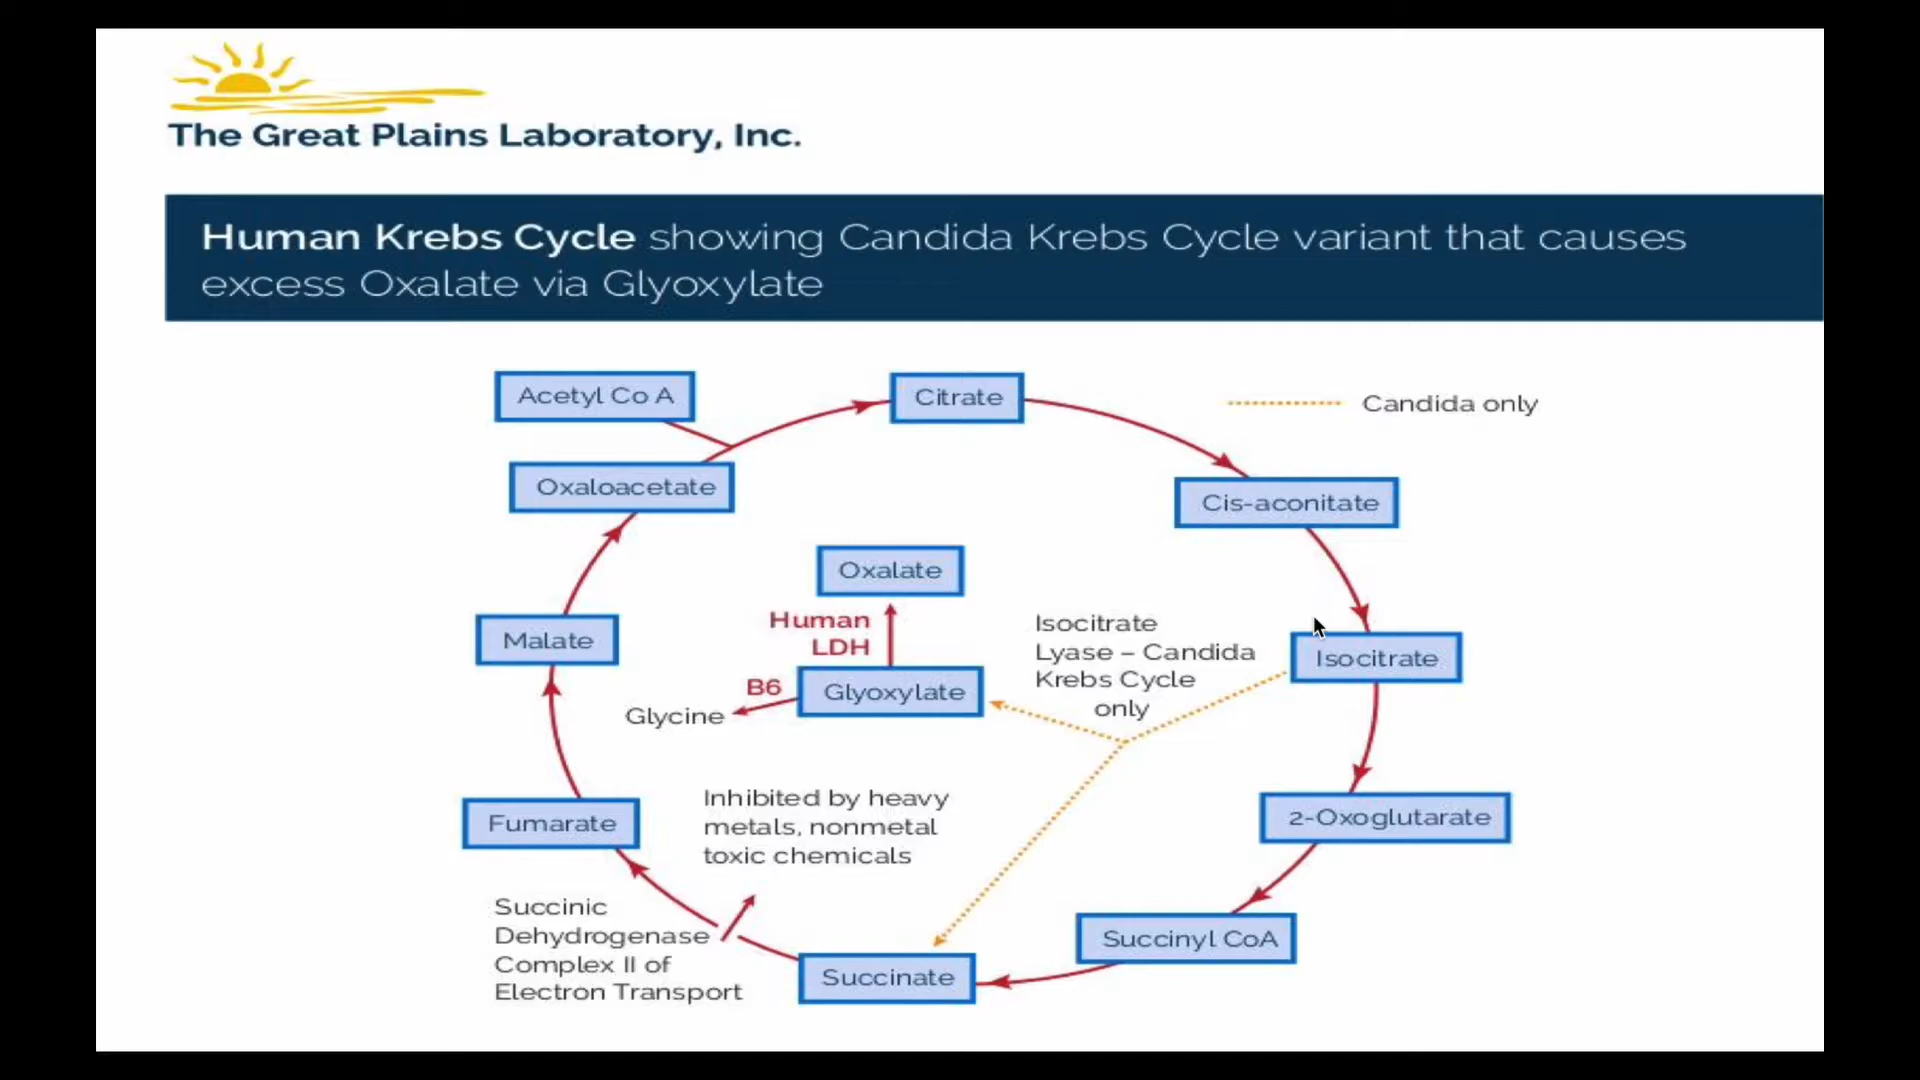 The Great Plains Laboratory, Inc.
Human Krebs Cycle showing Candida Krebs Cycle variant that causes
excess Oxalate via Glyoxylate
Acetyl Co A
Citrate
Candida only
Oxaloacetate
Cis-aconitate
Oxalate
Human
LDH
Isocitrate
Lyase – Candida
Krebs Cycle
only
Malate
Isocitrate
B6
Glyoxylate
Glycine
Inhibited by heavy
metals, nonmetal
toxic chemicals
Fumarate
2-Oxoglutarate
Succinic
Dehydrogenase
Complex II of
Electron Transport
Succinyl CoA
Succinate